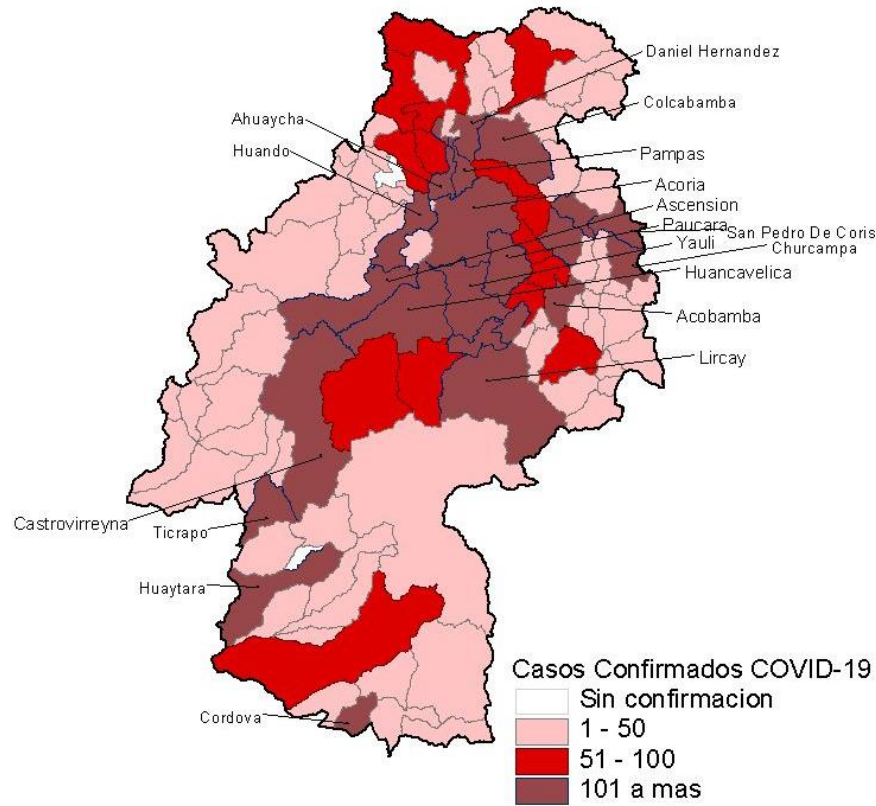 Daniel Hernandez
Colcabamba
Ahuaycha
Huando
Pampas
Acoria
Ascension
Paucara
San Pedro De Coris
Yauli
Churcampa
Huancavelica
Acobamba
Lircay
Castrovirreyna
Ticrapo
Huaytara
Cordova
Casos Confirmados COVID-19
Sin confirmacion
1 - 50
51 - 100
101 a mas